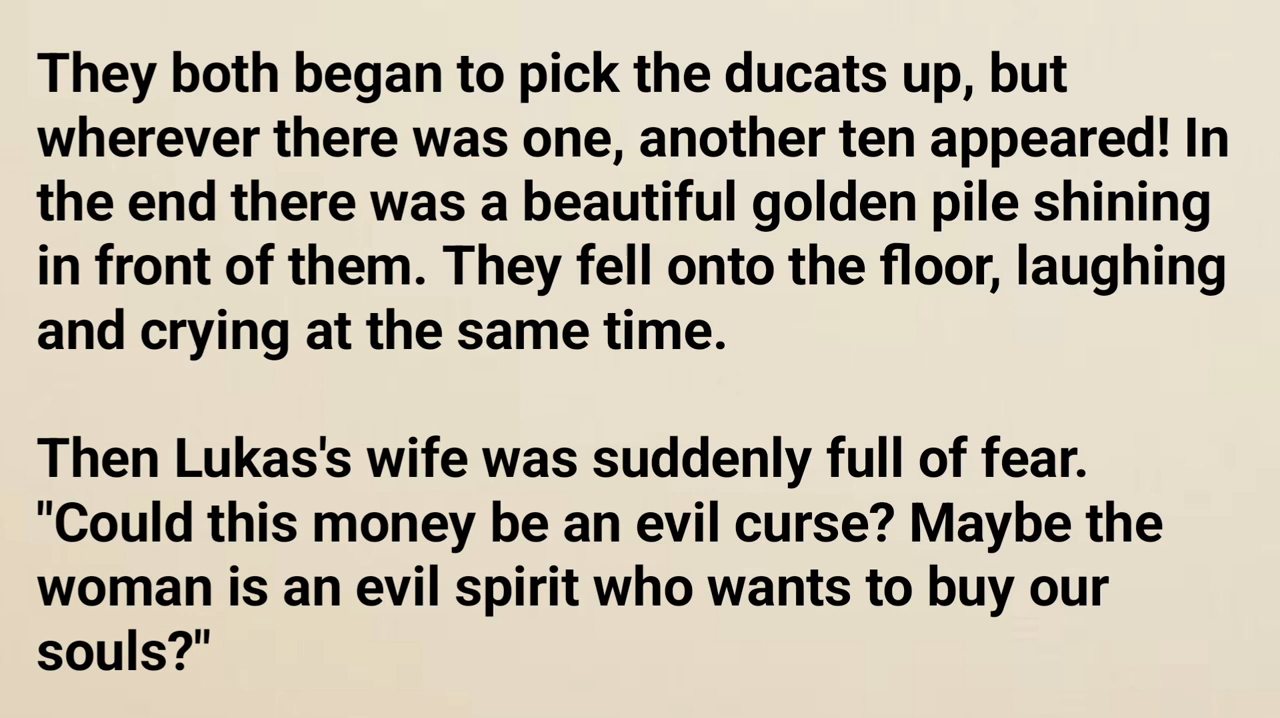 They both began to pick the ducats up, but
wherever there was one, another ten appeared! In
the end there was a beautiful golden pile shining
in front of them. They fell onto the floor, laughing
and crying at the same time.
Then Lukas's wife was suddenly full of fear.
"Could this money be an evil curse? Maybe the
woman is an evil spirit who wants to buy our
souls?"